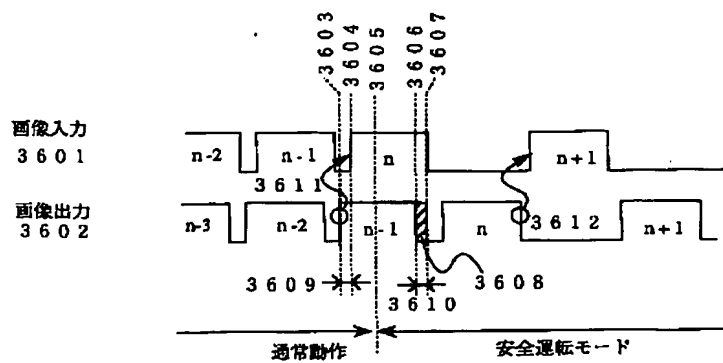 3603
3604
3605
3606
3607
画像入力
3601
n-2
n-1
n
n+1
3611
画像出力
3602
n-3
n-2
n-1
n
3612
n+1
3609
3610
3608
通常動作
安全運転モード